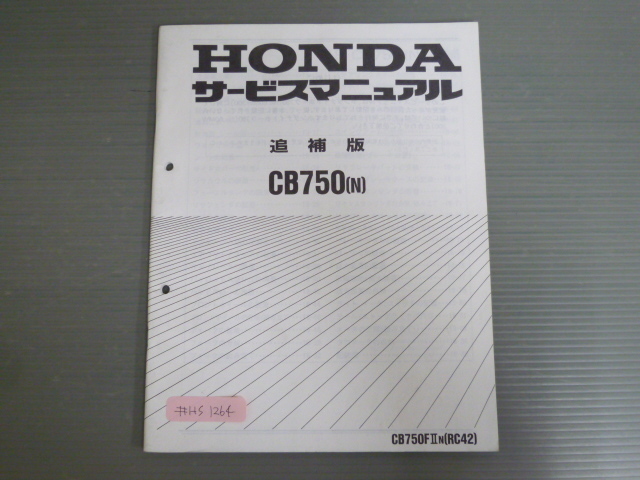 HONDA
サービスマニュアル
追補版
CB750(N)
#HS 1264
CB750FⅡN(RC42)